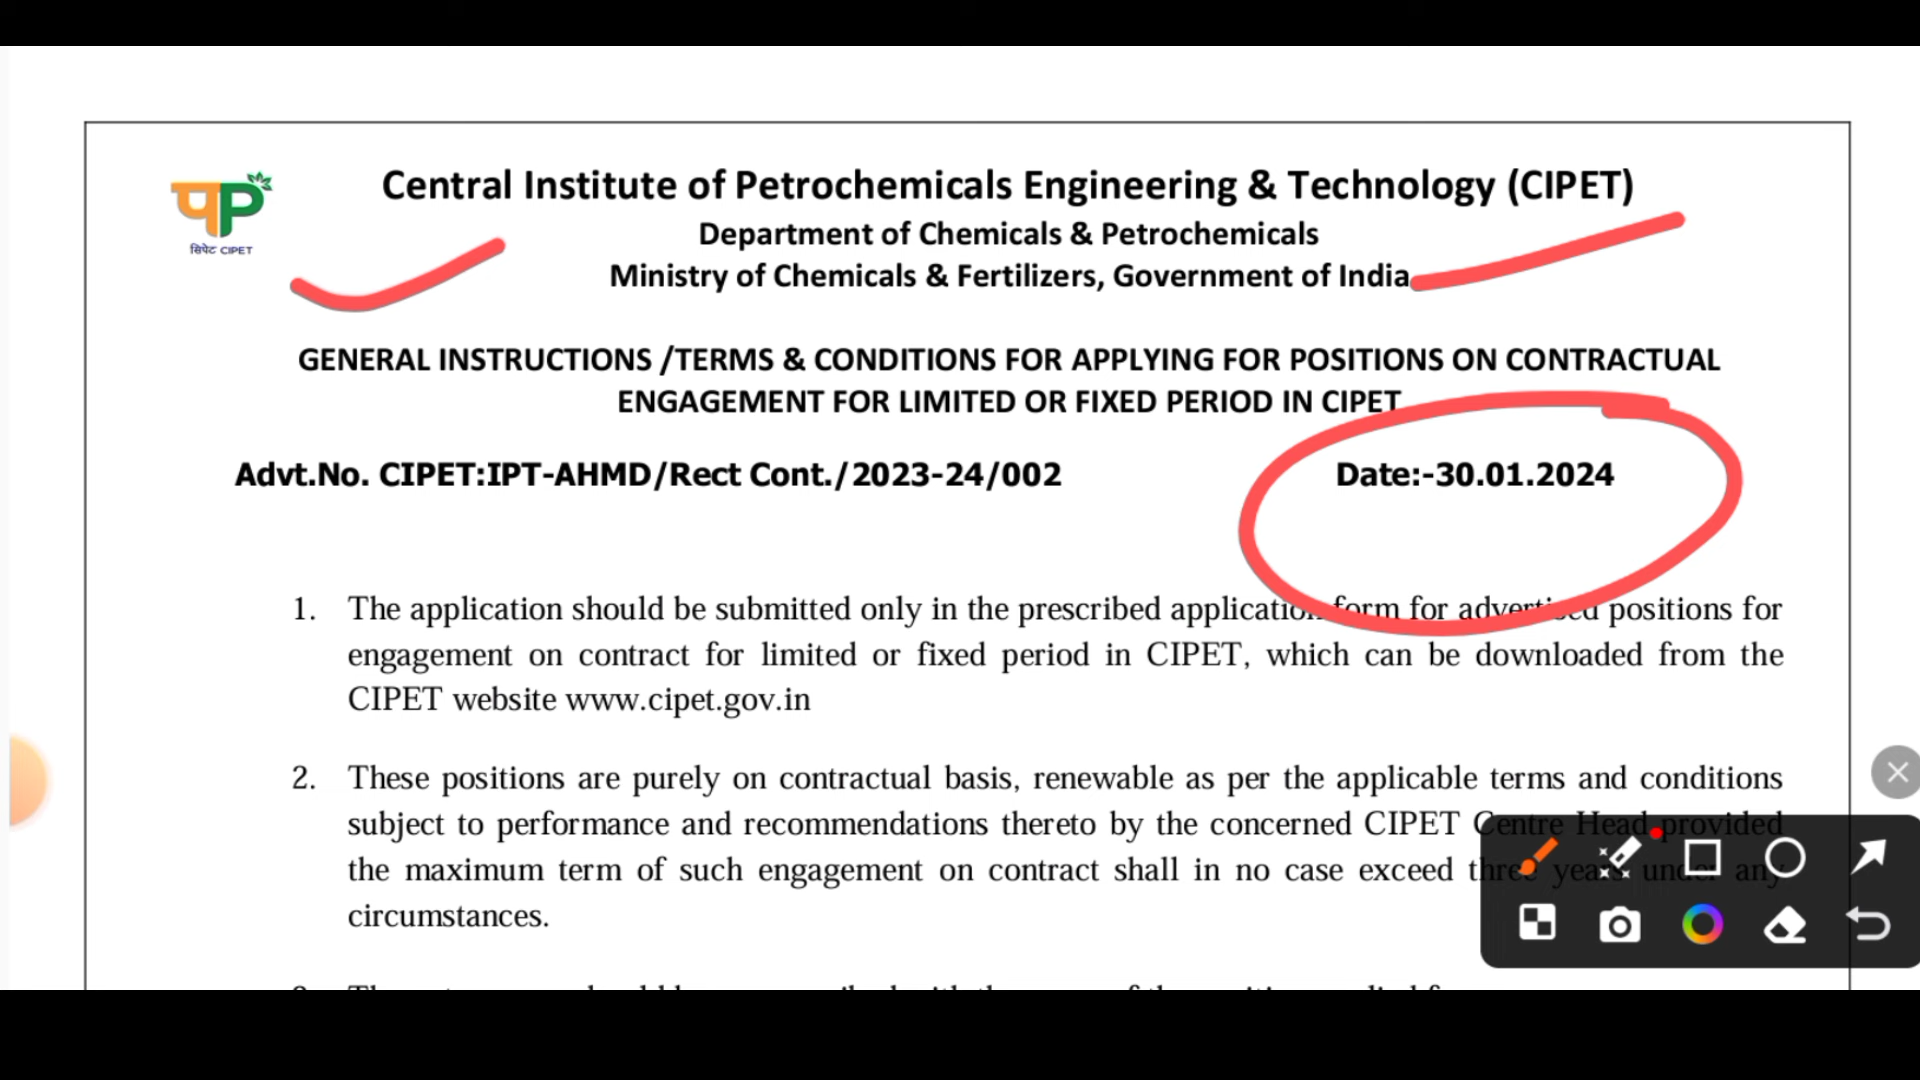 सिपेट CIPET
Central Institute of Petrochemicals Engineering & Technology (CIPET)
Department of Chemicals & Petrochemicals
Ministry of Chemicals & Fertilizers, Government of India
GENERAL INSTRUCTIONS /TERMS & CONDITIONS FOR APPLYING FOR POSITIONS ON CONTRACTUAL
ENGAGEMENT FOR LIMITED OR FIXED PERIOD IN CIPET
Advt.No. CIPET:IPT-AHMD/Rect Cont./2023-24/002 Date:-30.01.2024
1. The application should be submitted only in the prescribed application form for advertised positions for
engagement on contract for limited or fixed period in CIPET, which can be downloaded from the
CIPET website www.cipet.gov.in
2. These positions are purely on contractual basis, renewable as per the applicable terms and conditions
subject to performance and recommendations thereto by the concerned CIPET Centre Head provided
the maximum term of such engagement on contract shall in no case exceed three years under any
circumstances.